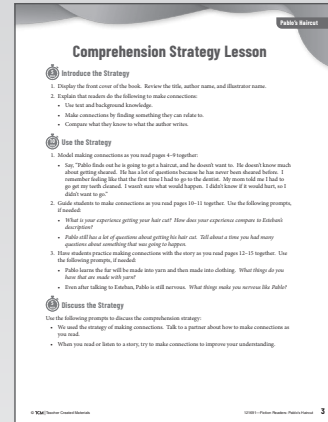 Pablo's Haircut
Comprehension Strategy Lesson
Introduce the Strategy
1. Display the front cover of the book. Review the title, author name, and illustrator name.
2. Explain that readers do the following to make connections:
• Use text and background knowledge.
• Make connections by finding something they can relate to.
• Compare what they know to what the author writes.
Use the Strategy
1. Model making connections as you read pages 4–9 together:
• Say, "Pablo finds out he is going to get a haircut, and he doesn't want to. He doesn't know much
about getting sheared. He has a lot of questions because he has never been sheared before. I
remember feeling like that the first time I had to go to the dentist. My mom told me I had to
go get my teeth cleaned. I wasn't sure what would happen. I didn't know if it would hurt, so I
didn't want to go."
2. Guide students to make connections as you read pages 10–11 together. Use the following prompts,
if needed:
• What is your experience getting your hair cut? How does your experience compare to Esteban's
description?
• Pablo still has a lot of questions about getting his hair cut. Tell about a time you had many
questions about something that was going to happen.
3. Have students practice making connections with the story as you read pages 12–15 together. Use
the following prompts, if needed:
• Pablo learns the fur will be made into yarn and then made into clothing. What things do you
have that are made with yarn?
• Even after talking to Esteban, Pablo is still nervous. What things make you nervous like Pablo?
Discuss the Strategy
Use the following prompts to discuss the comprehension strategy:
• We used the strategy of making connections. Talk to a partner about how to make connections as
you read.
• When you read or listen to a story, try to make connections to improve your understanding.
© TCM | Teacher Created Materials
—Fiction Readers: Pablo's Haircut
3